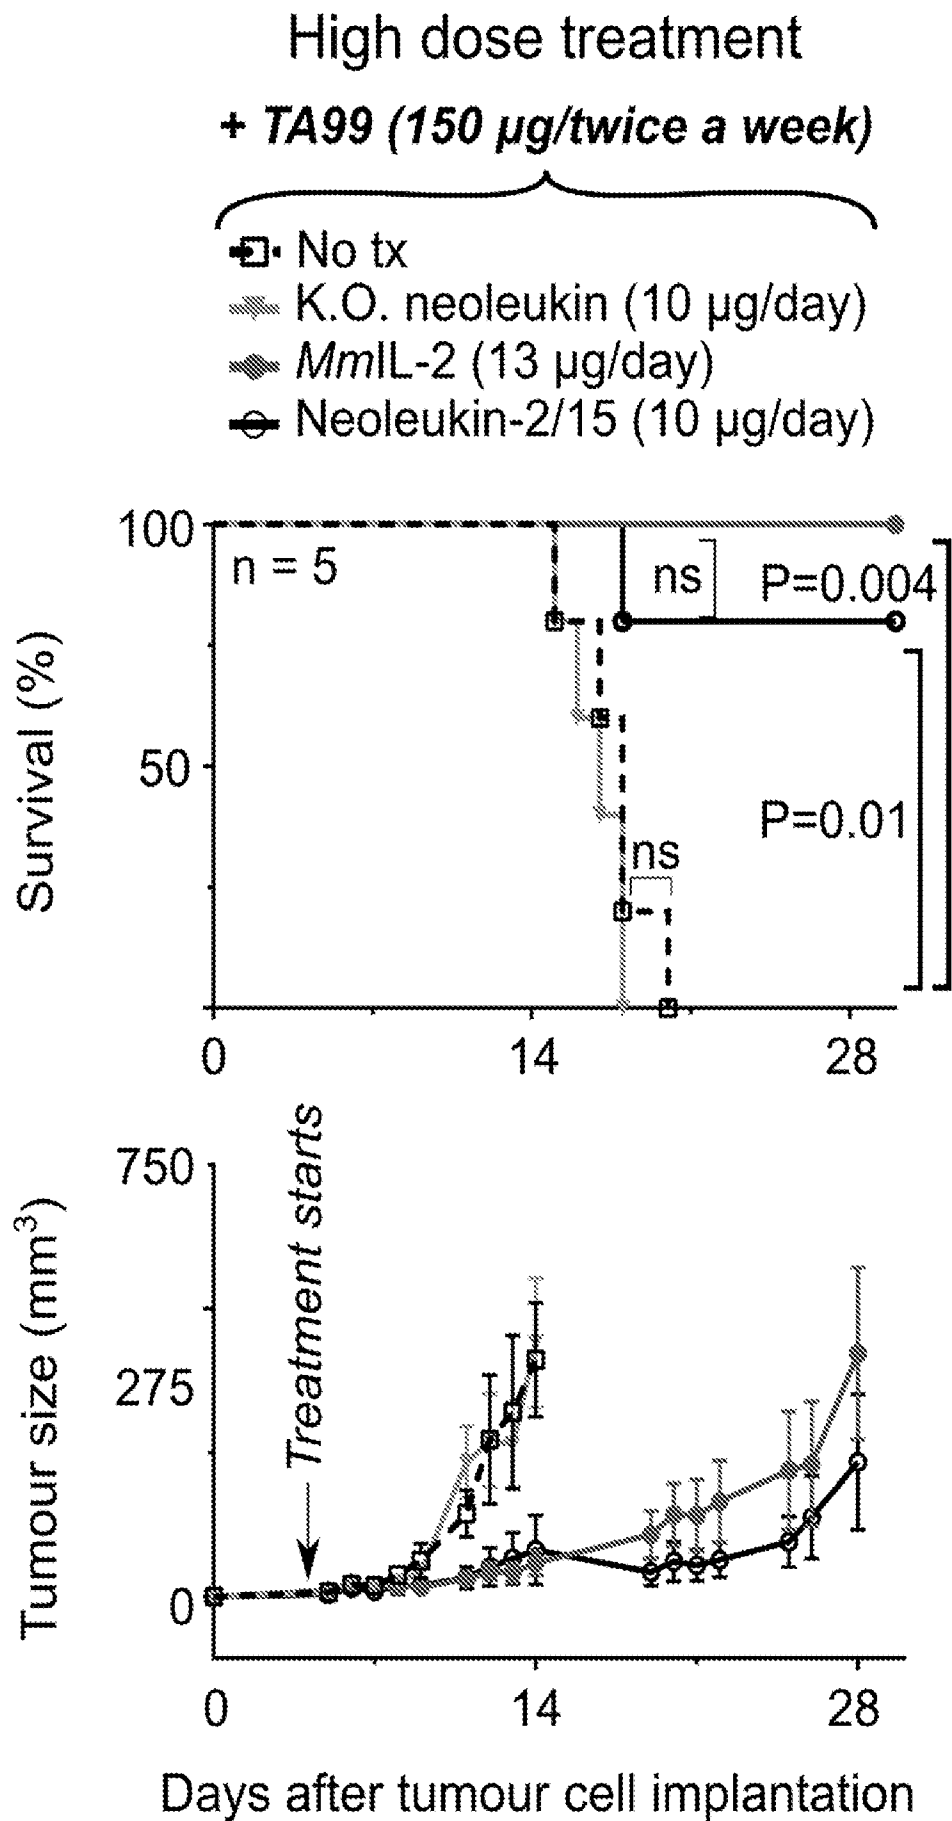 High dose treatment
+ TA99 (150 µg/twice a week)
No tx
K.O. neoleukin (10 µg/day)
MmIL-2 (13 µg/day)
Neoleukin-2/15 (10 µg/day)
Survival (%)
100
50
n = 5
ns
P=0.004
P=0.01
ns
0
14
28
Tumour size (mm³)
750
275
0
Treatment starts
0
14
28
Days after tumour cell implantation